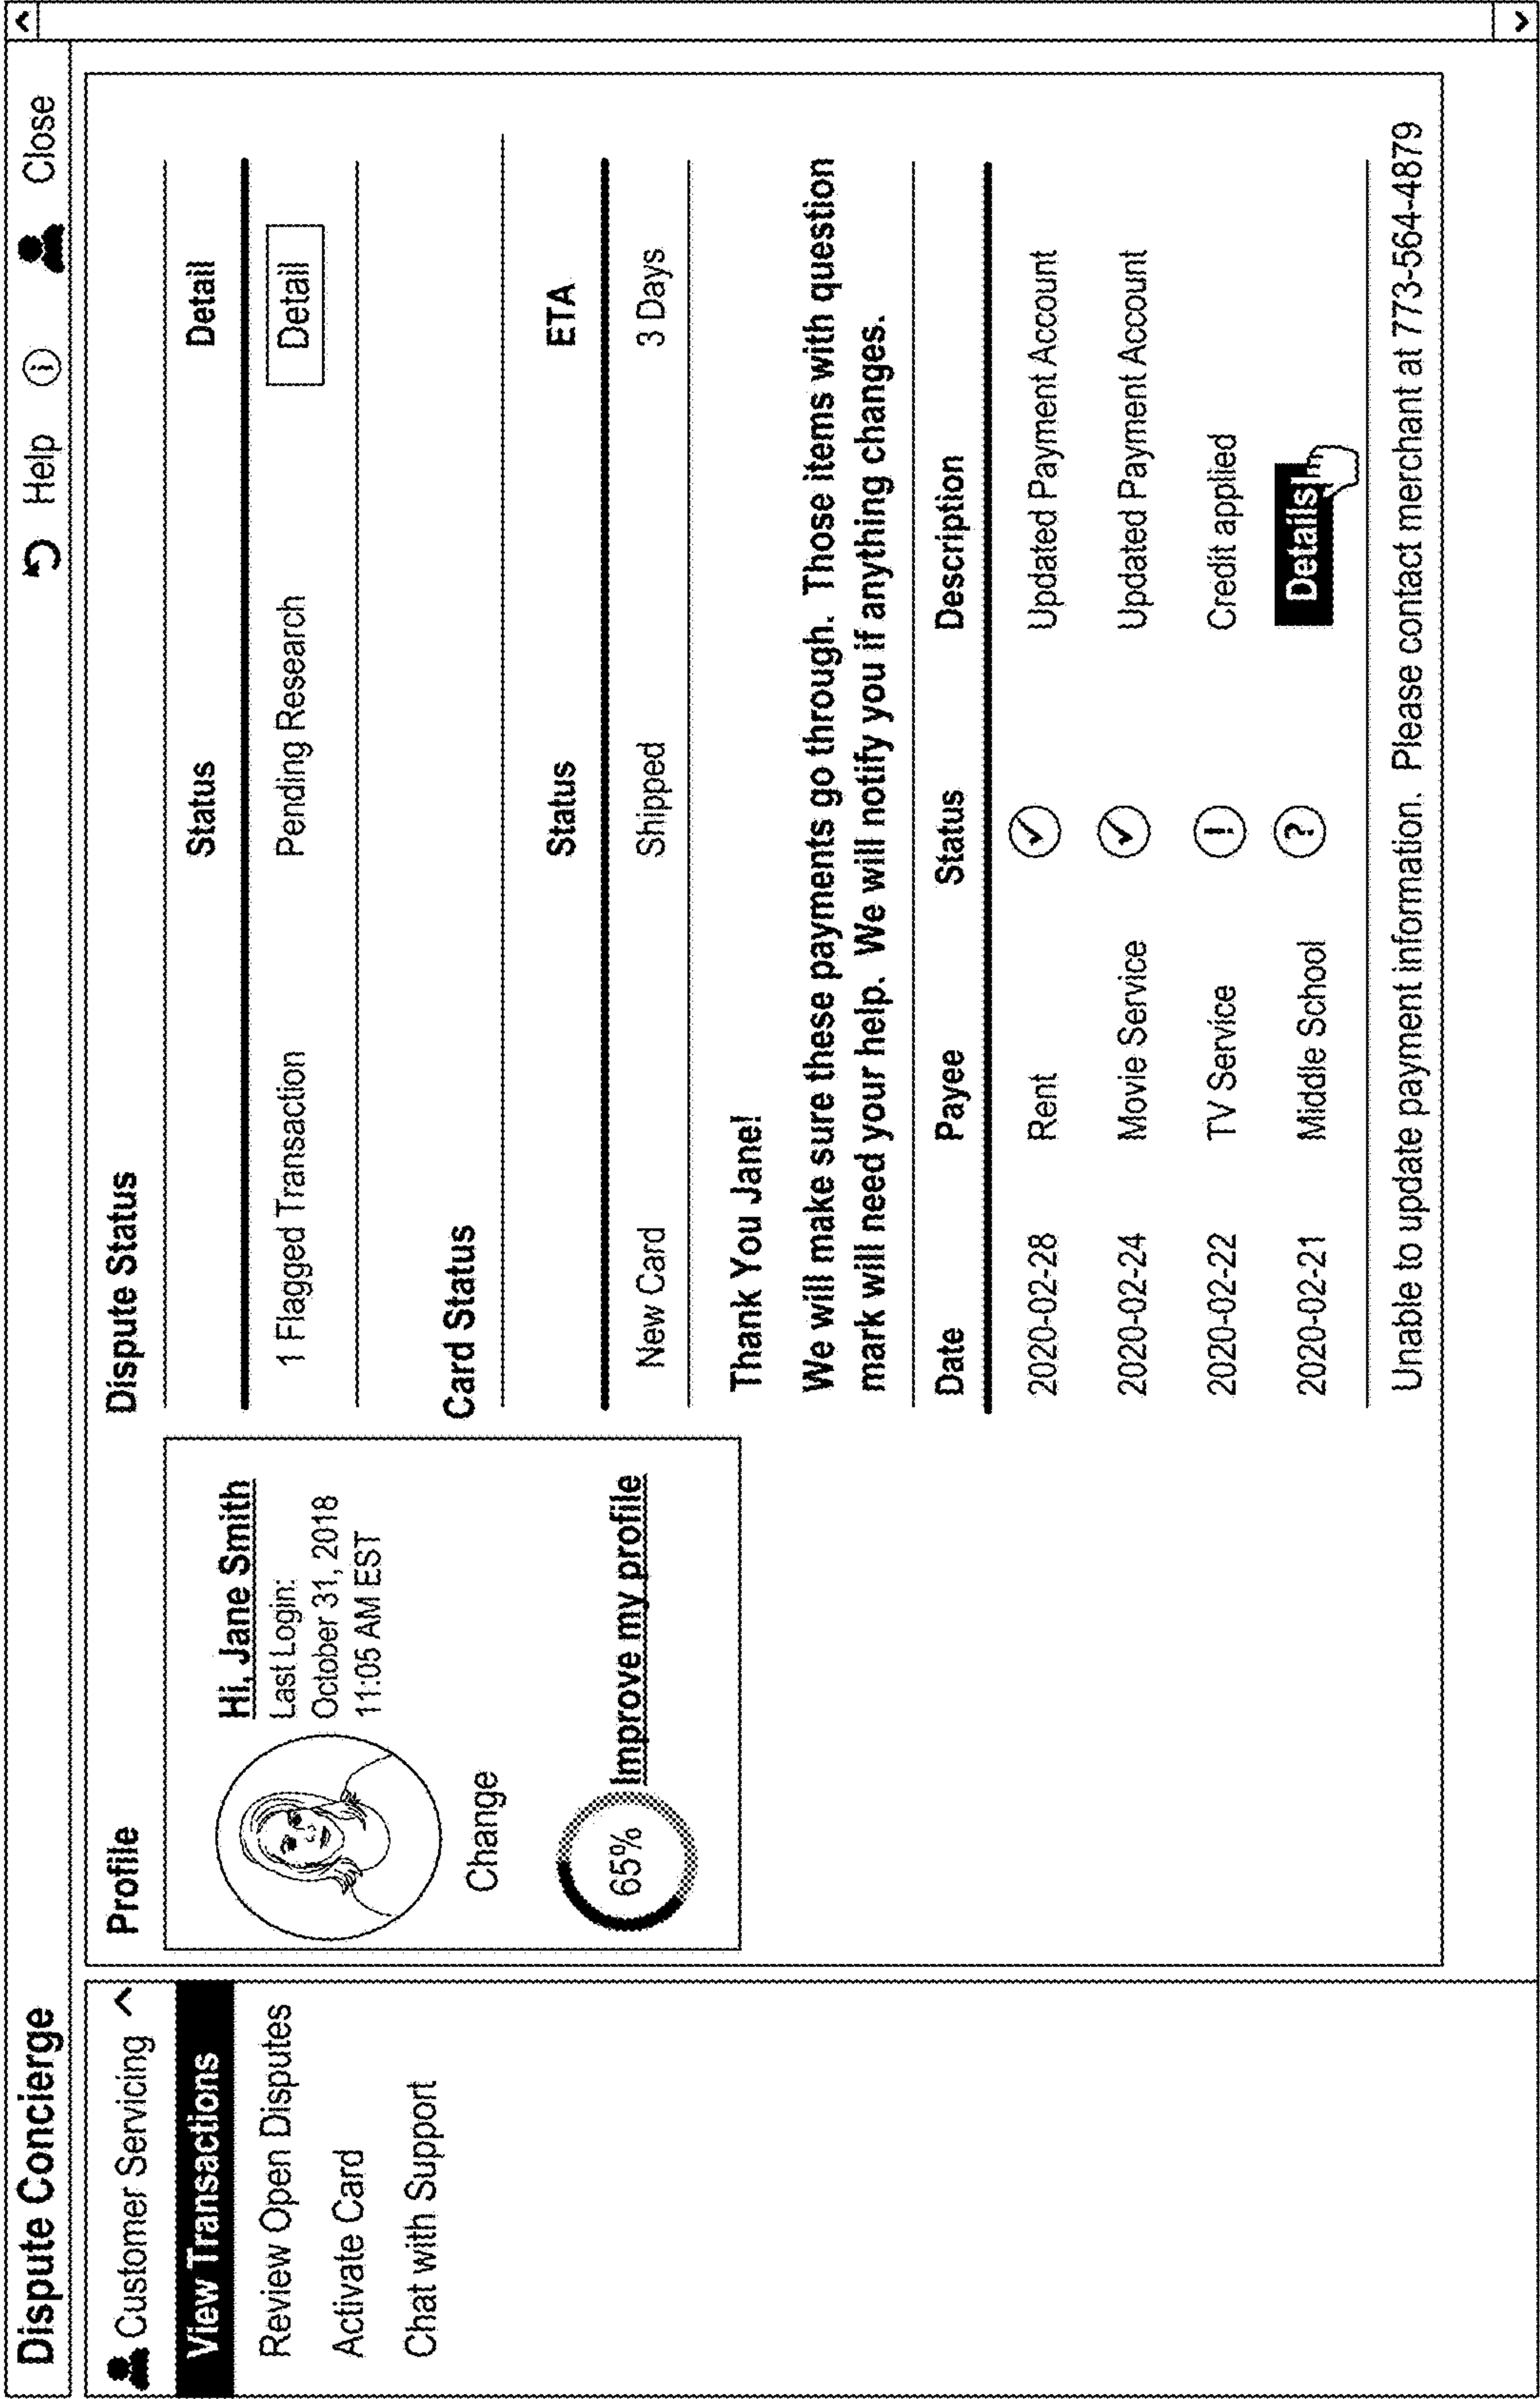 Dispute Concierge
Help
Close
Customer Servicing
View Transactions
Review Open Disputes
Activate Card
Chat with Support
Profile
Hi, Jane Smith
Last Login:
October 31, 2018
11:05 AM EST
Change
65% Improve my profile
Dispute Status
Status Detail
1 Flagged Transaction Pending Research Detail
Card Status
Status ETA
New Card Shipped 3 Days
Thank You Jane!
We will make sure these payments go through. Those items with question
mark will need your help. We will notify you if anything changes.
Date Payee Status Description
2020-02-28 Rent Updated Payment Account
2020-02-24 Movie Service Updated Payment Account
2020-02-22 TV Service ! Credit applied
2020-02-21 Middle School ? Details
Unable to update payment information. Please contact merchant at 773-564-4879